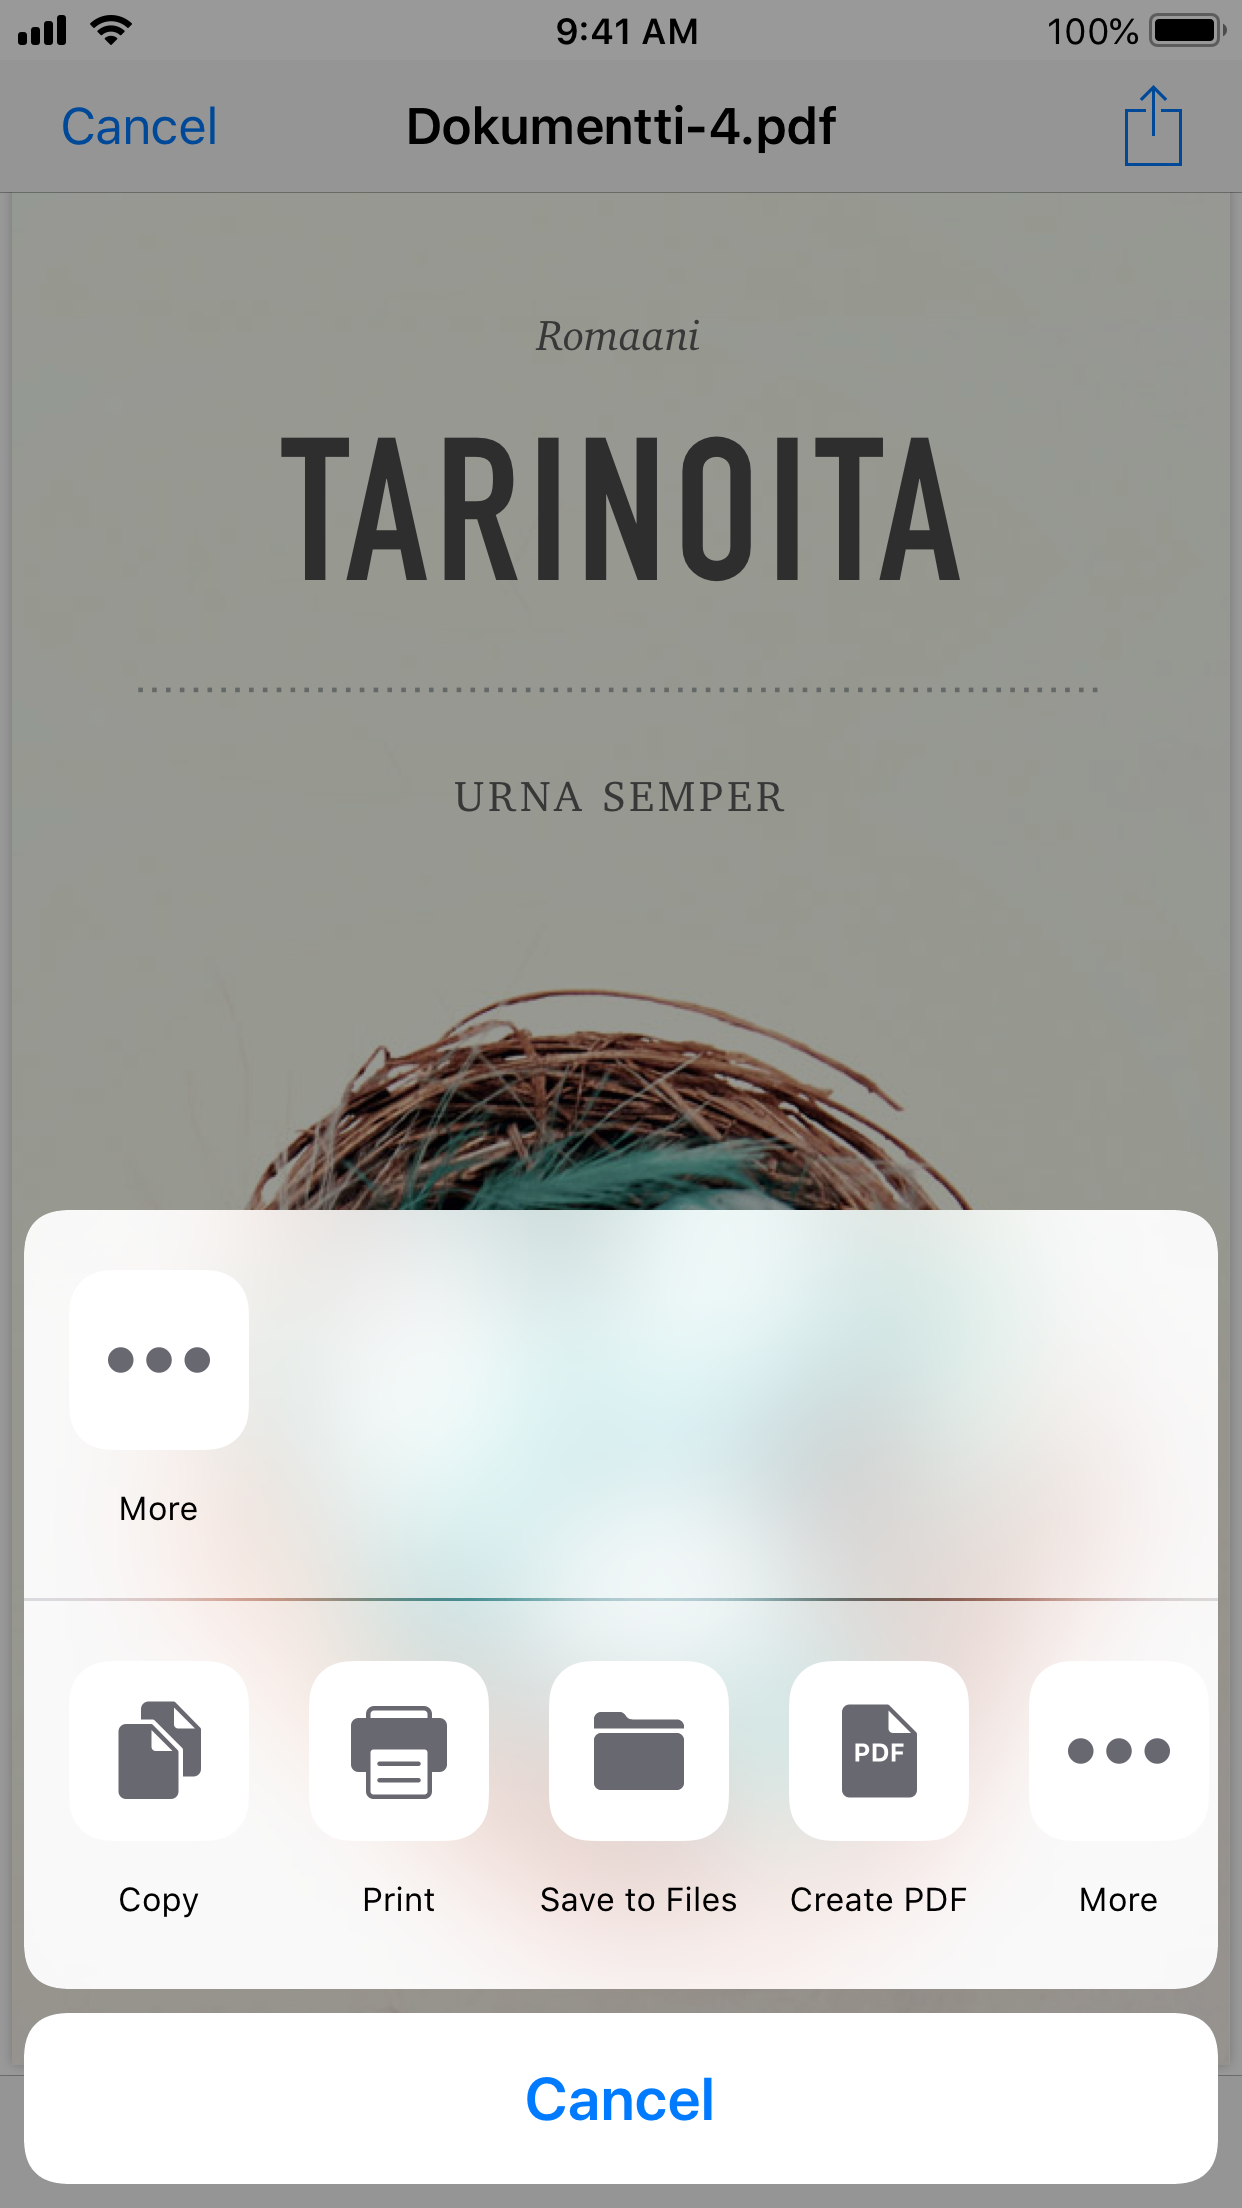 9:41 AM
100%
Cancel
Dokumentti-4.pdf
Romaani
TARINOITA
URNA SEMPER
More
PDF
Copy
Print
Save to Files
Create PDF
More
Cancel